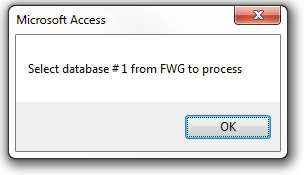 Microsoft Access
Select database # 1 from FWG to process
OK